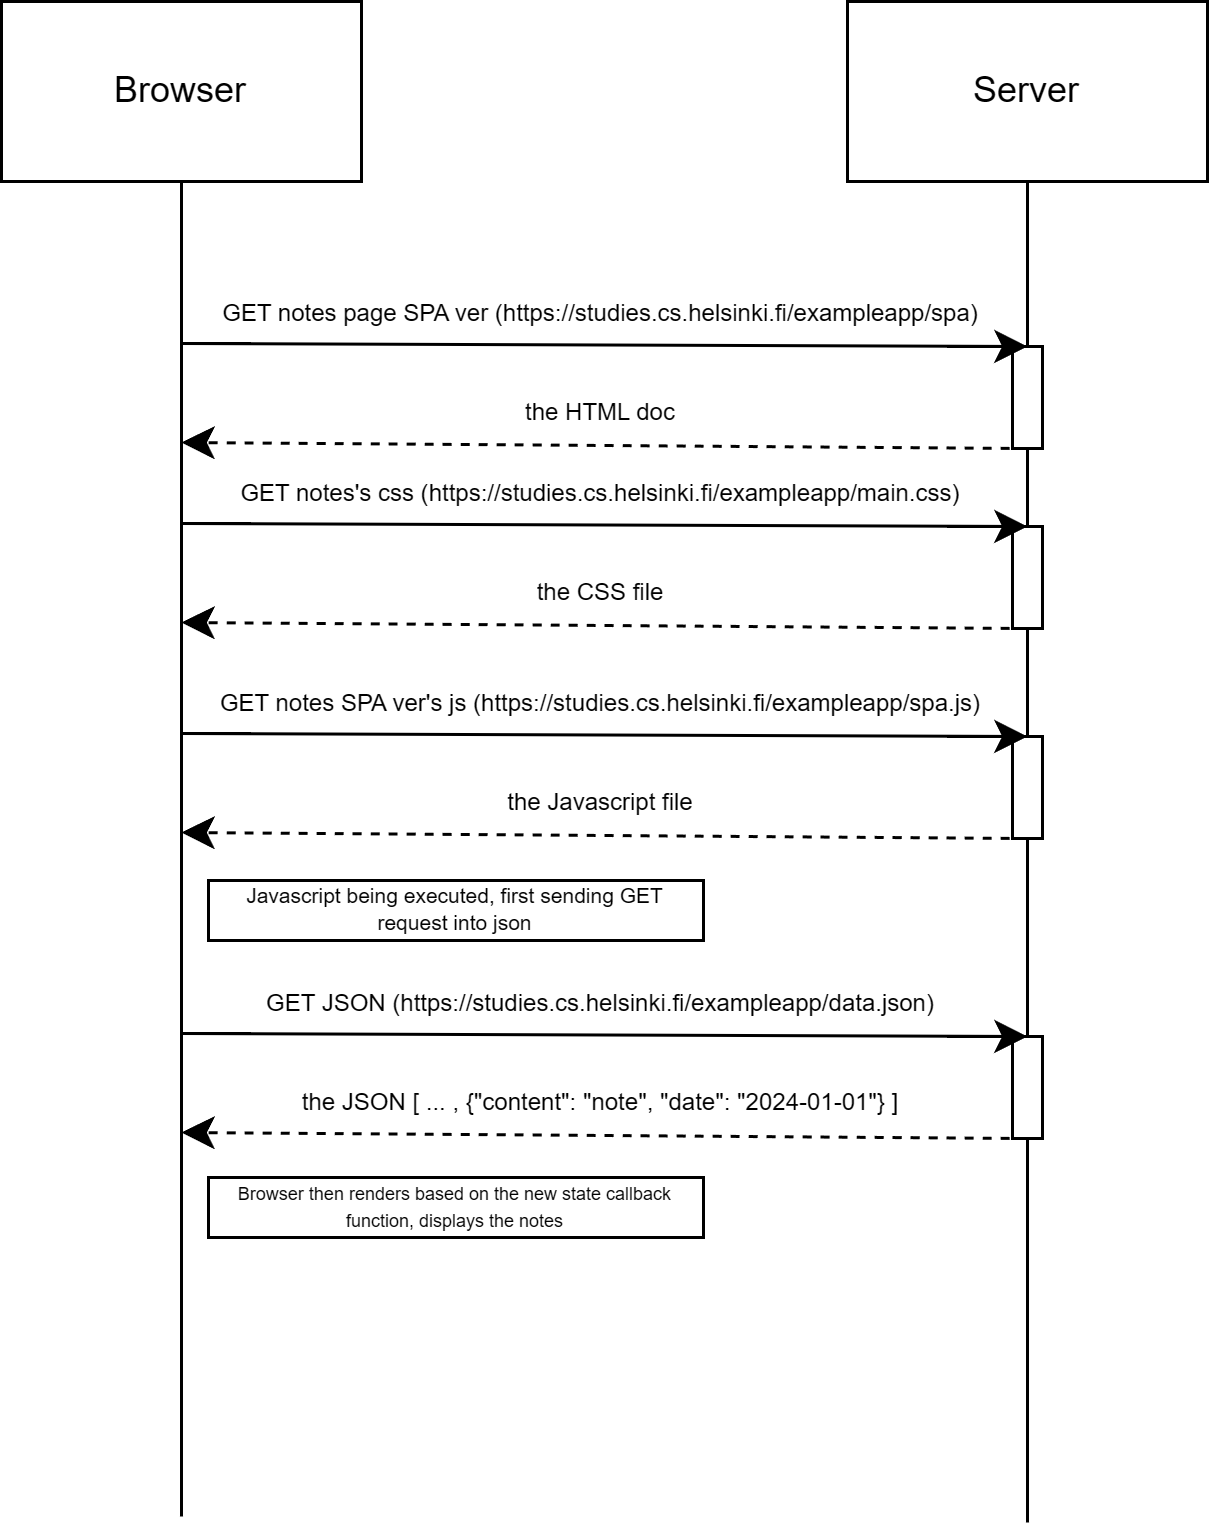 Browser
Server
GET notes page SPA ver (https://studies.cs.helsinki.fi/exampleapp/spa)
the HTML doc
GET notes's css (https://studies.cs.helsinki.fi/exampleapp/main.css)
the CSS file
GET notes SPA ver's js (https://studies.cs.helsinki.fi/exampleapp/spa.js)
the Javascript file
Javascript being executed, first sending GET
request into json
GET JSON (https://studies.cs.helsinki.fi/exampleapp/data.json)
the JSON [ ... , {"content": "note", "date": "2024-01-01"} ]
Browser then renders based on the new state callback
function, displays the notes